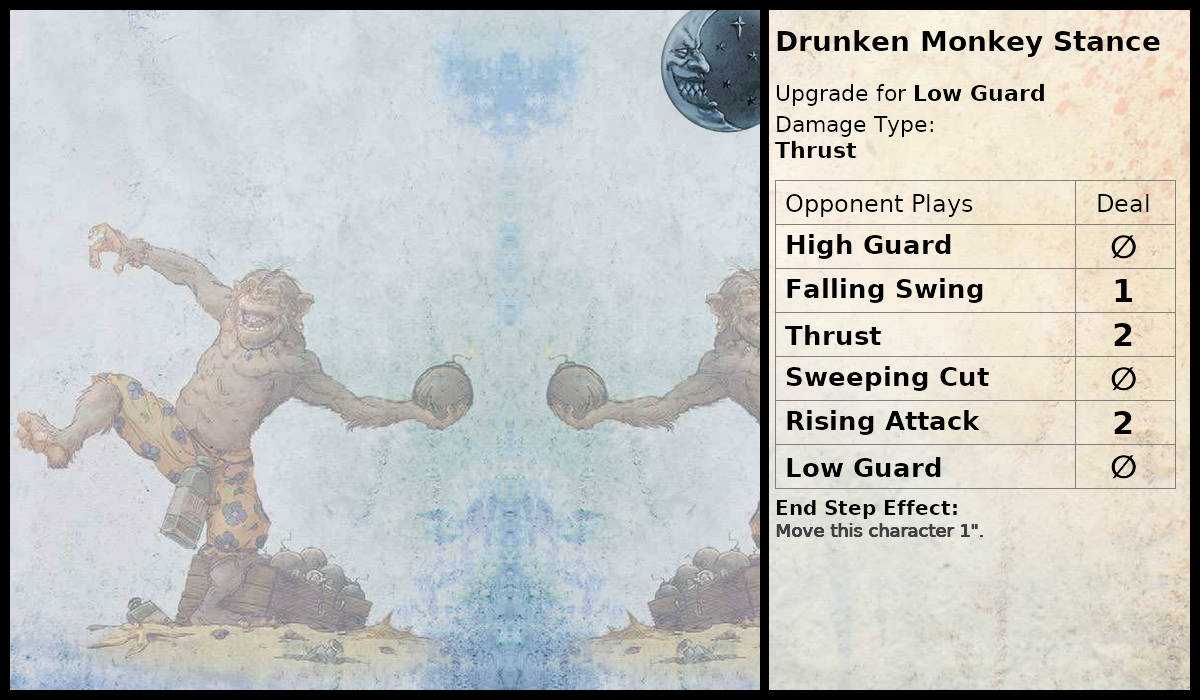 Drunken Monkey Stance
Upgrade for Low Guard
Damage Type:
Thrust
Opponent Plays Deal
High Guard ∅
Falling Swing 1
Thrust 2
Sweeping Cut ∅
Rising Attack 2
Low Guard ∅
End Step Effect:
Move this character 1".